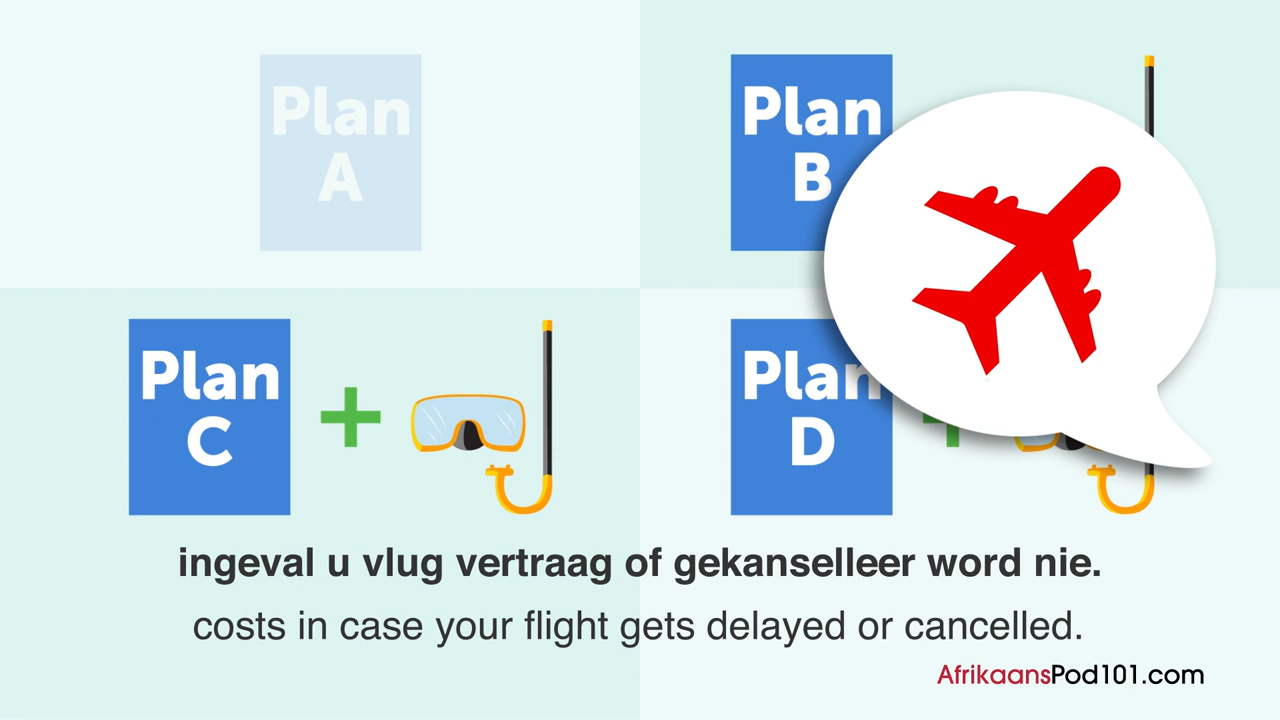 Plan
A
Plan
B
Plan
C
Plan
D
ingeval u vlug vertraag of gekanselleer word nie.
costs in case your flight gets delayed or cancelled.
AfrikaansPod101.com